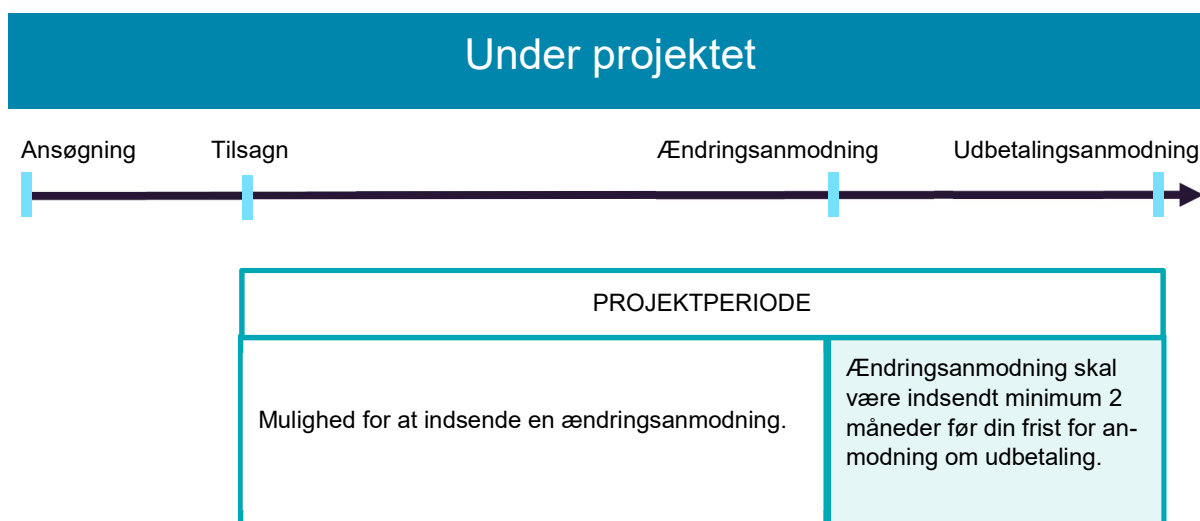 Under projektet
Ansøgning Tilsagn Ændringsanmodning Udbetalingsanmodning
PROJEKTPERIODE
Mulighed for at indsende en ændringsanmodning.
Ændringsanmodning skal
være indsendt minimum 2
måneder før din frist for an-
modning om udbetaling.